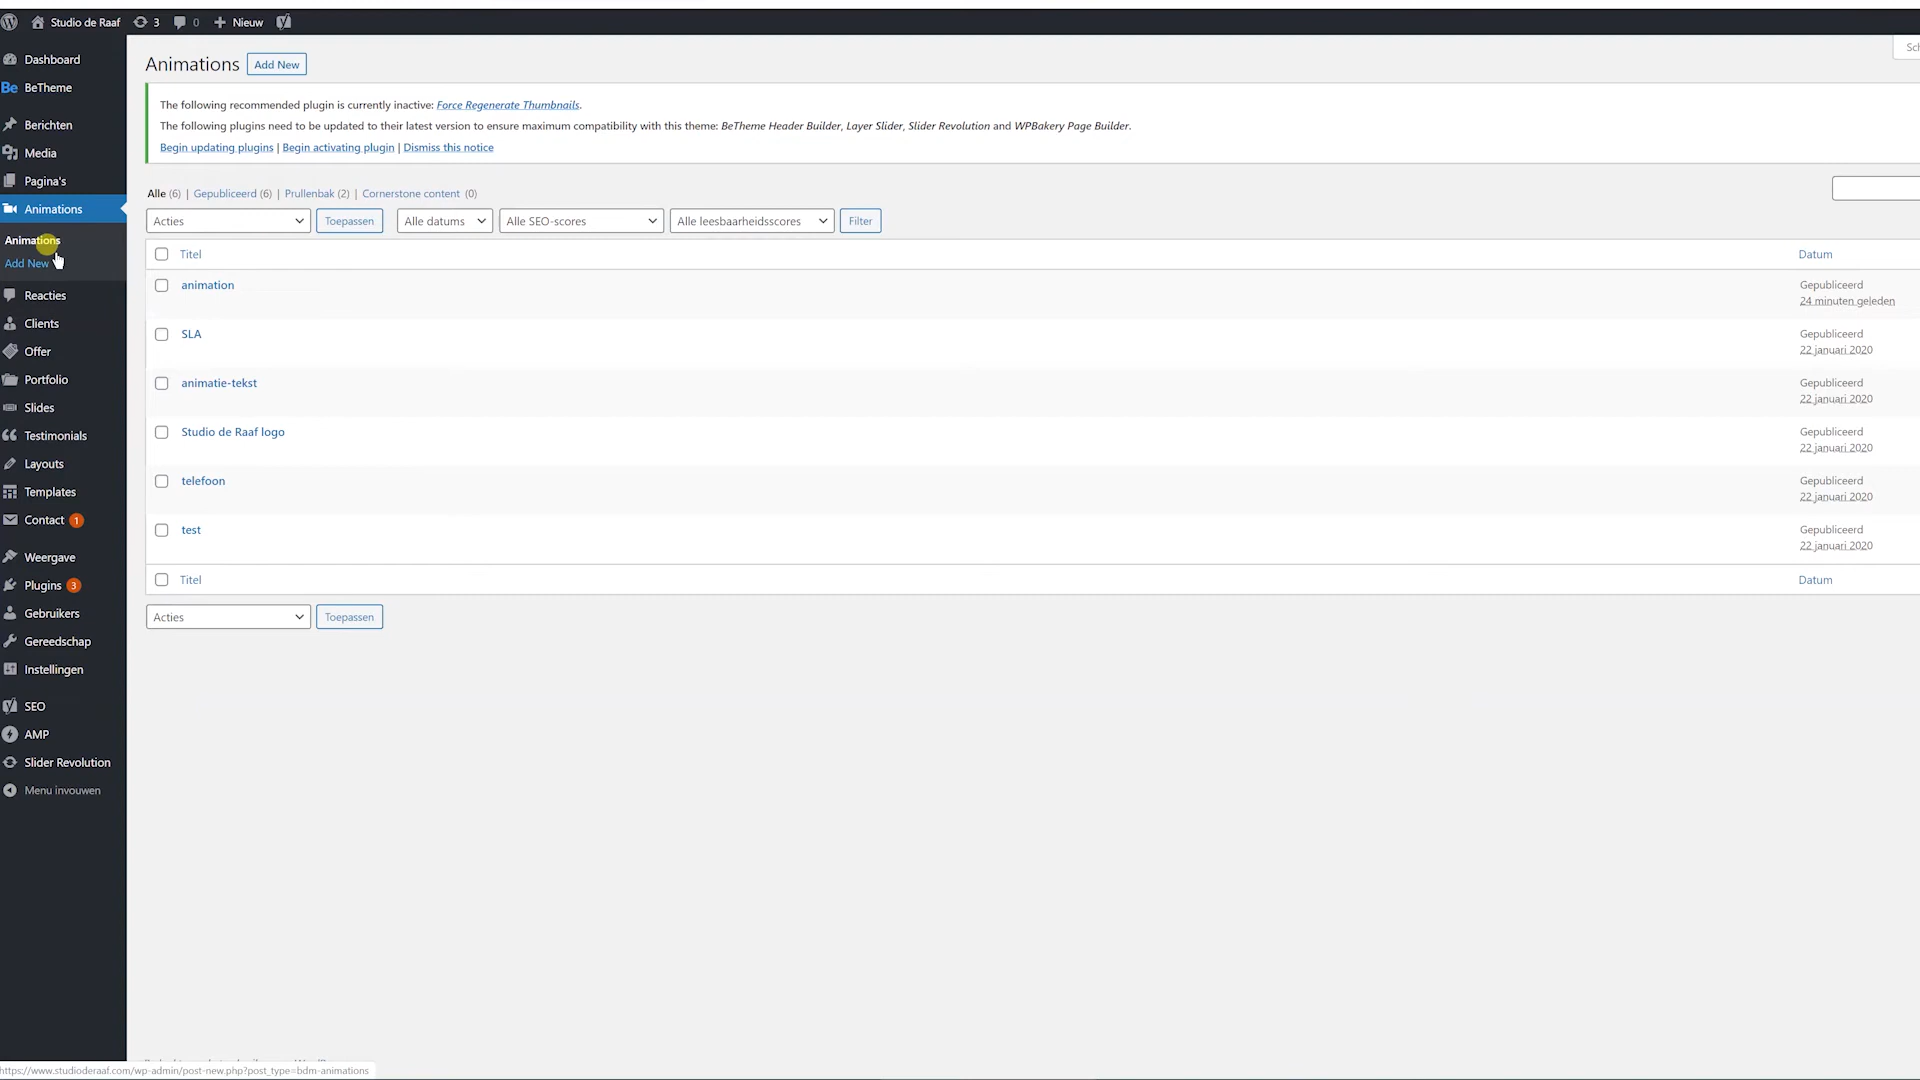 Studio de Raaf 3 0 Nieuw
Sch
Dashboard
BeTheme
Berichten
Media
Pagina's
Animations
Animations
Add New
Reacties
Clients
Offer
Portfolio
Slides
Testimonials
Layouts
Templates
Contact 1
Weergave
Plugins 3
Gebruikers
Gereedschap
Instellingen
SEO
AMP
Slider Revolution
Menu invouwen
Animations Add New
The following recommended plugin is currently inactive: Force Regenerate Thumbnails.
The following plugins need to be updated to their latest version to ensure maximum compatibility with this theme: BeTheme Header Builder, Layer Slider, Slider Revolution and WPBakery Page Builder.
Begin updating plugins | Begin activating plugin | Dismiss this notice
Alle (6) | Gepubliceerd (6) | Prullenbak (2) | Cornerstone content (0)
Acties Toepassen Alle datums Alle SEO-scores Alle leesbaarheidsscores Filter
Titel Datum
animation Gepubliceerd
24 minuten geleden
SLA Gepubliceerd
22 januari 2020
animatie-tekst Gepubliceerd
22 januari 2020
Studio de Raaf logo Gepubliceerd
22 januari 2020
telefoon Gepubliceerd
22 januari 2020
test Gepubliceerd
22 januari 2020
Titel Datum
Acties Toepassen
https://www.studioderaaf.com/wp-admin/post-new.php?post_type=bdm-animations